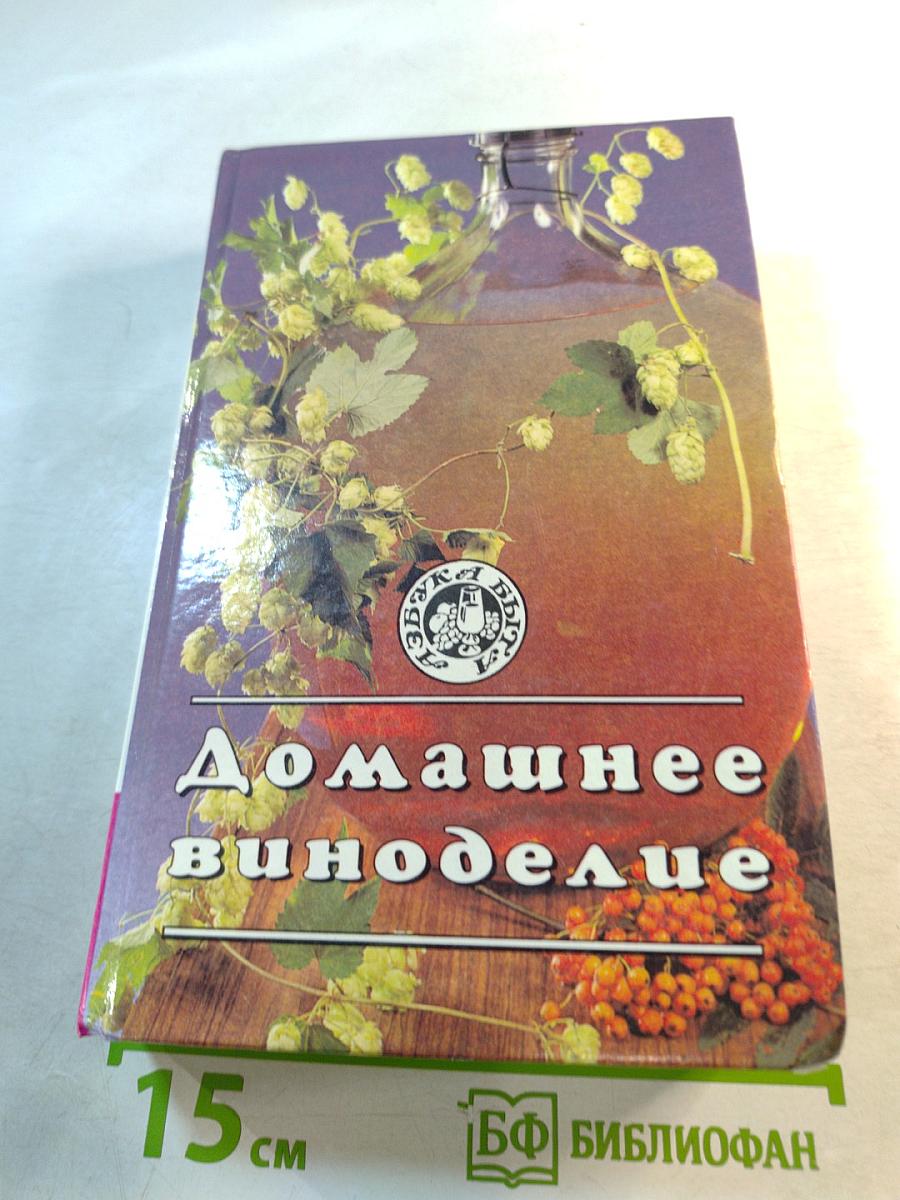 АЗБУКА БЫТА
Домашнее
виноделие
15 см
БФ БИБЛИОФАН